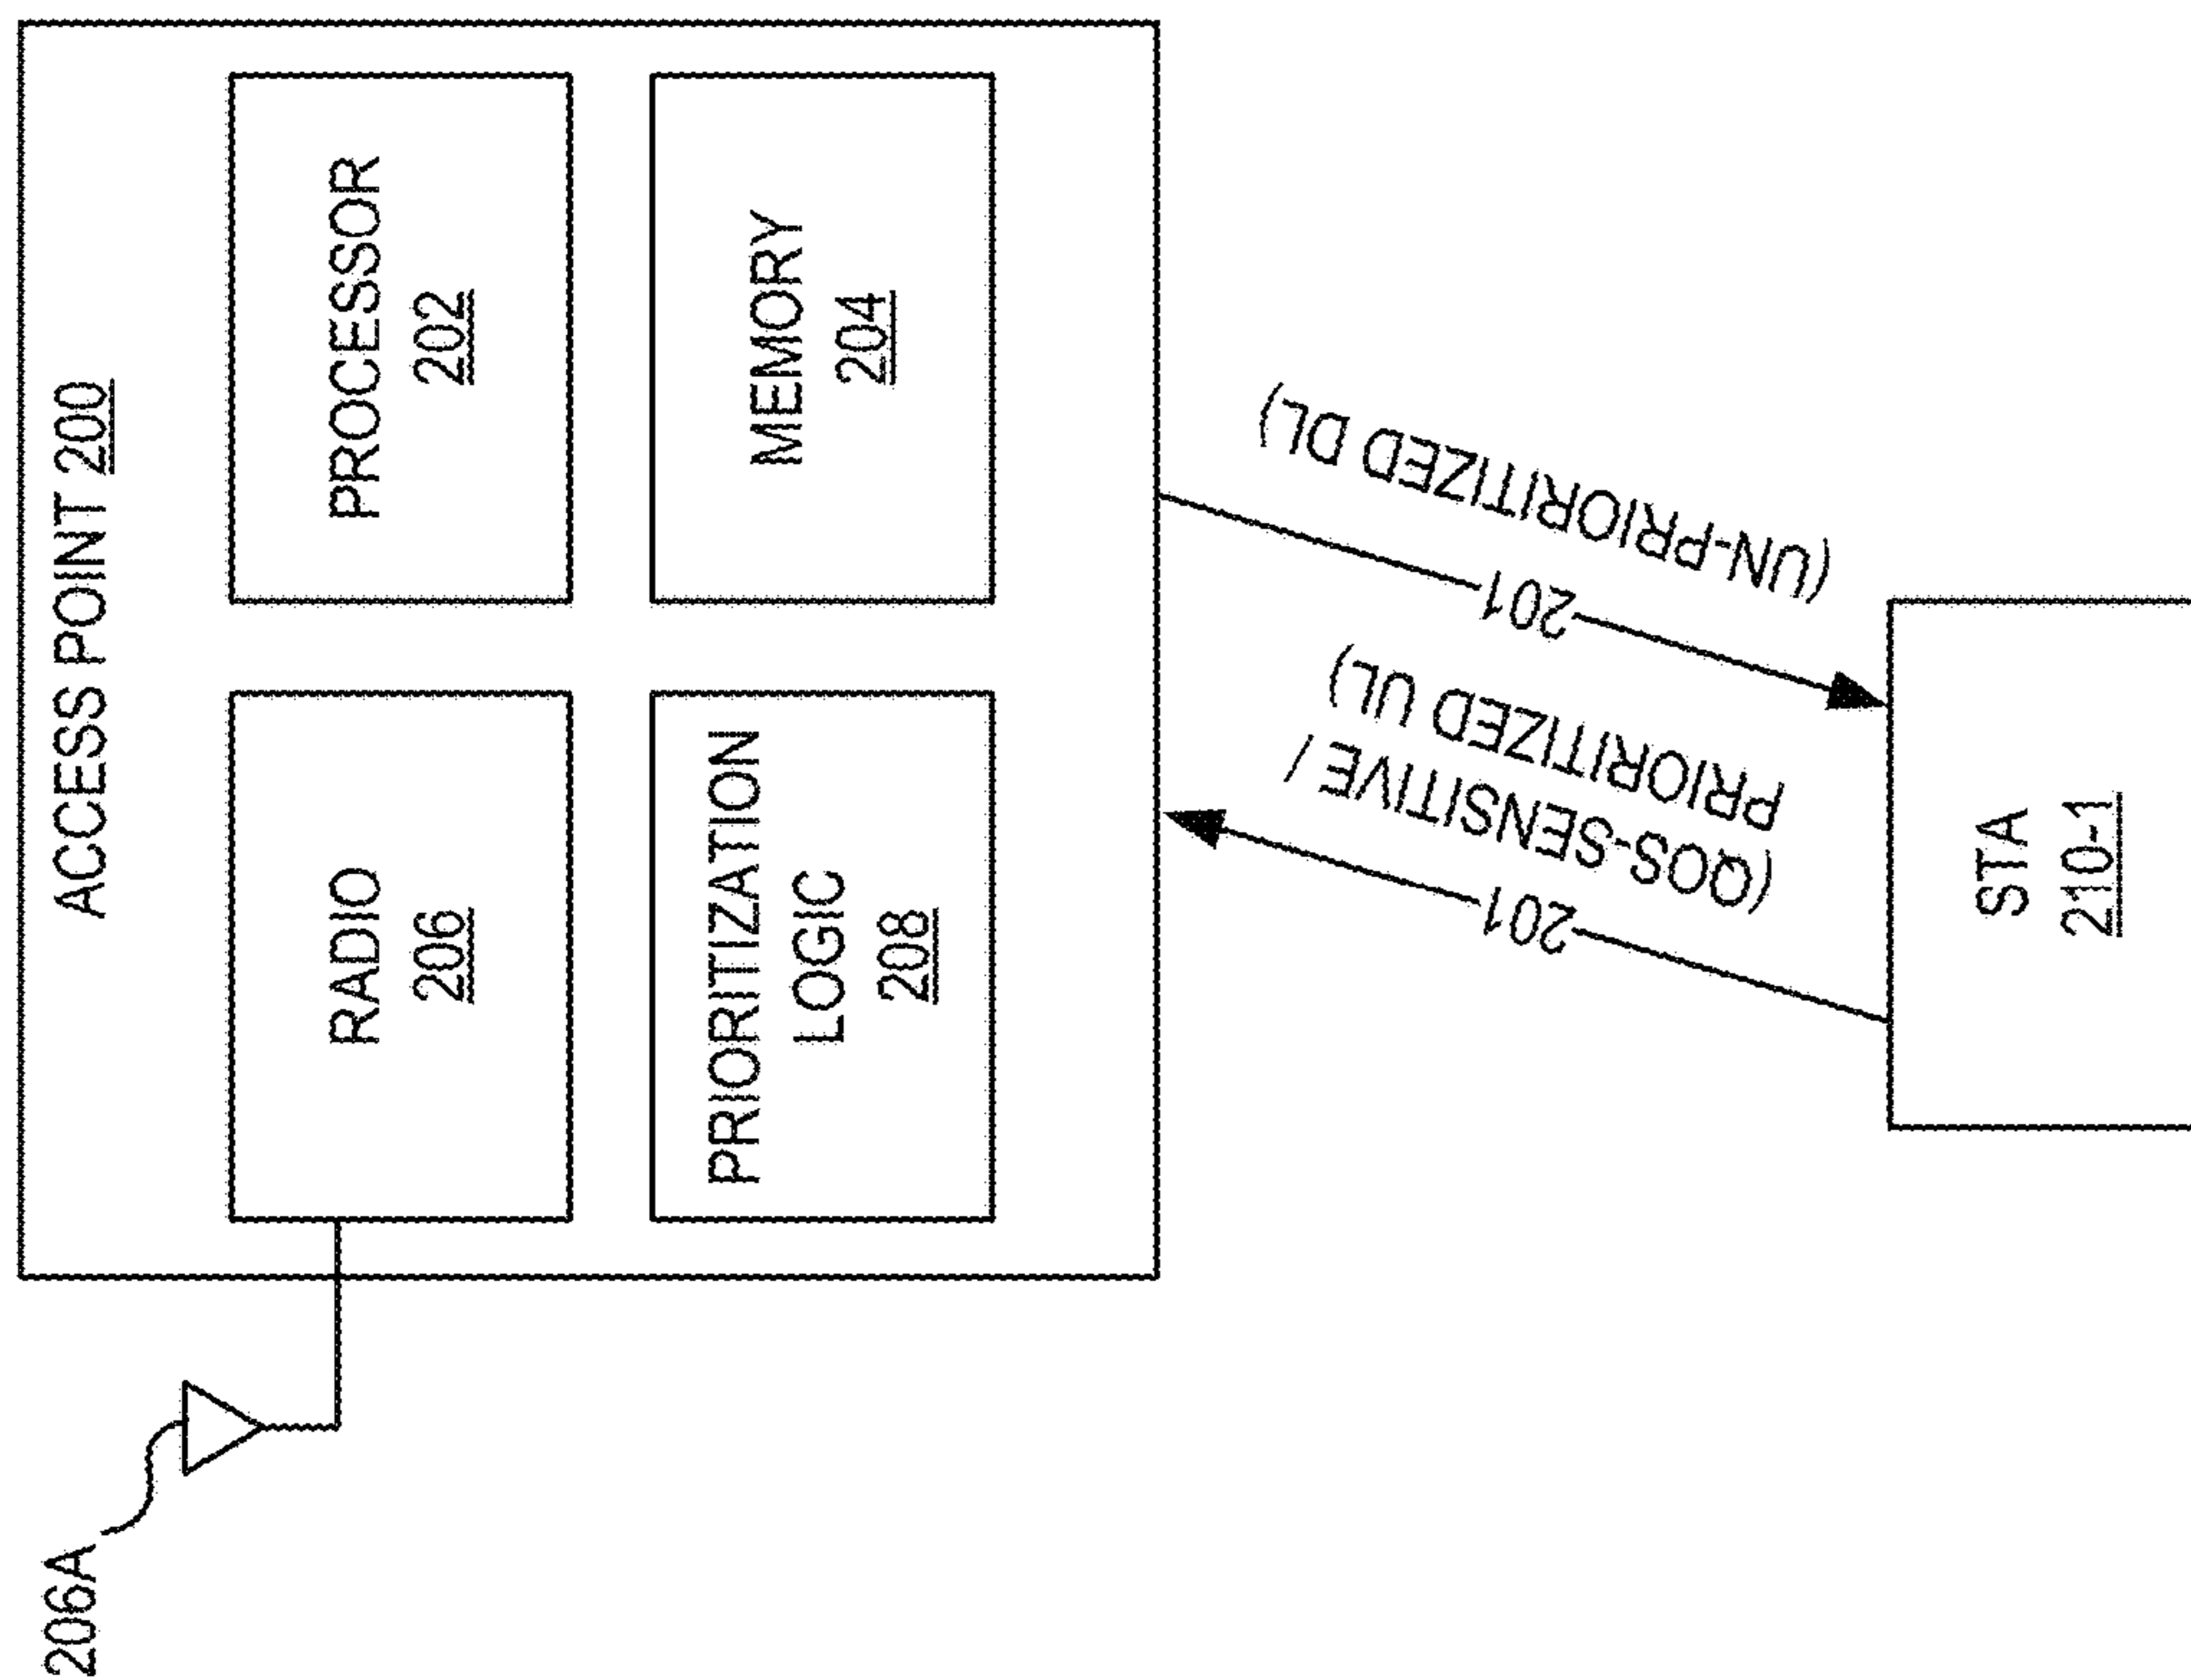 206A
ACCESS POINT 200
RADIO
206
PROCESSOR
202
PRIORITIZATION
LOGIC
208
MEMORY
204
201
(QOS-SENSITIVE /
PRIORITIZED UL)
201
(UN-PRIORITIZED DL)
STA
210-1